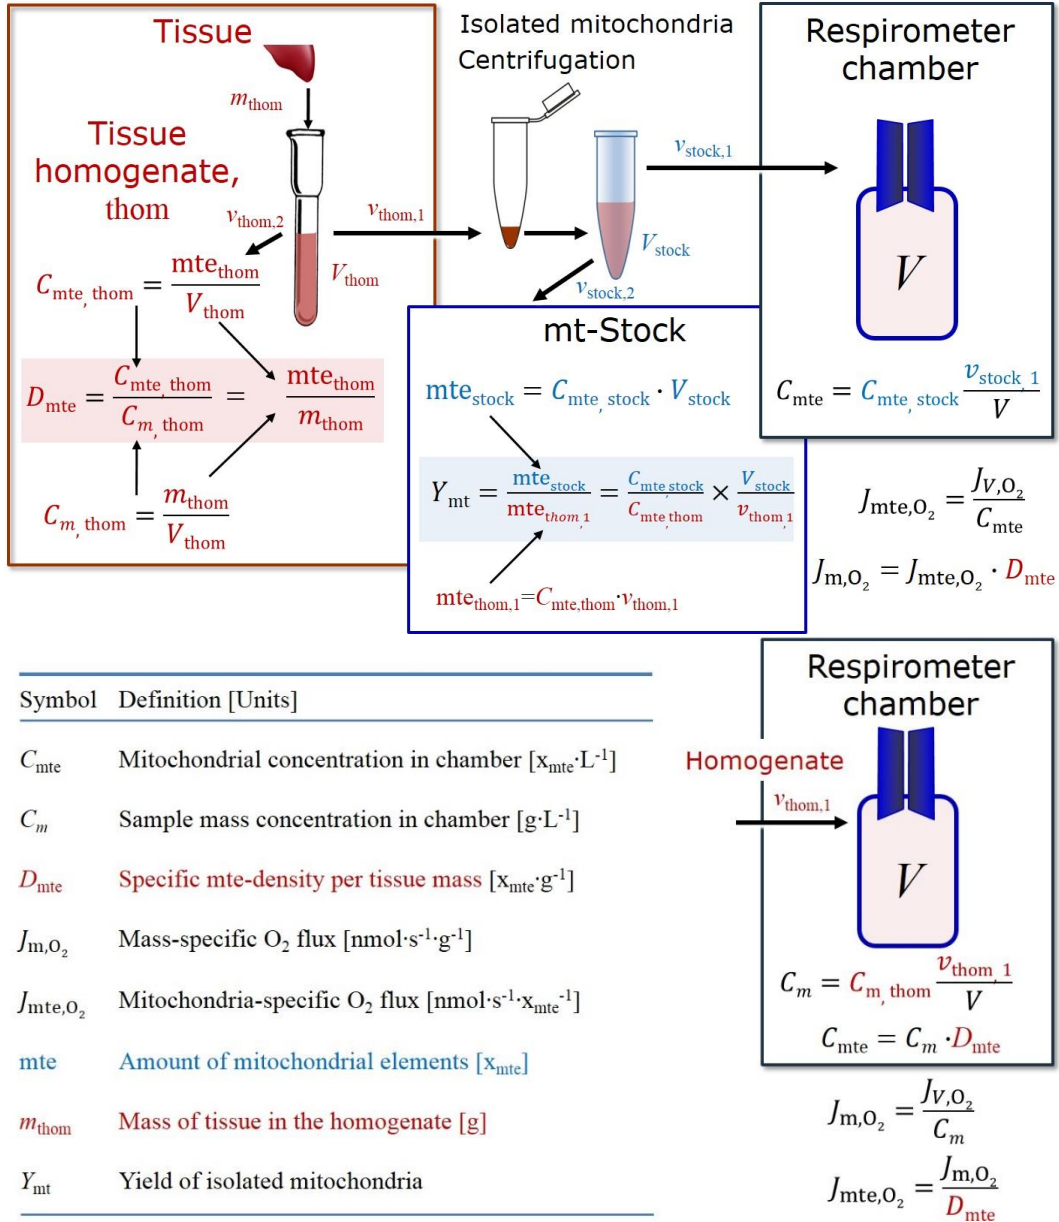 Tissue
m_thom
Tissue
homogenate,
thom
v_thom,2
v_thom,1
V_thom
C_mte, thom = mte_thom / V_thom
D_mte = C_mte, thom / C_m, thom = mte_thom / m_thom
C_m, thom = m_thom / V_thom
Isolated mitochondria
Centrifugation
v_stock,1
V_stock
v_stock,2
mt-Stock
mte_stock = C_mte, stock · V_stock
Y_mt = mte_stock / mte_thom,1 = C_mte,stock / C_mte,thom × V_stock / v_thom,1
mte_thom,1=C_mte,thom·v_thom,1
Respirometer
chamber
V
C_mte = C_mte, stock v_stock, 1 / V
J_mte,O₂ = J_V,O₂ / C_mte
J_m,O₂ = J_mte,O₂ · D_mte
Symbol Definition [Units]
C_mte Mitochondrial concentration in chamber [x_mte·L⁻¹]
C_m Sample mass concentration in chamber [g·L⁻¹]
D_mte Specific mte-density per tissue mass [x_mte·g⁻¹]
J_m,O₂ Mass-specific O₂ flux [nmol·s⁻¹·g⁻¹]
J_mte,O₂ Mitochondria-specific O₂ flux [nmol·s⁻¹·x_mte⁻¹]
mte Amount of mitochondrial elements [x_mte]
m_thom Mass of tissue in the homogenate [g]
Y_mt Yield of isolated mitochondria
Respirometer
chamber
Homogenate
v_thom,1
V
C_m = C_m, thom v_thom, 1 / V
C_mte = C_m · D_mte
J_m,O₂ = J_V,O₂ / C_m
J_mte,O₂ = J_m,O₂ / D_mte